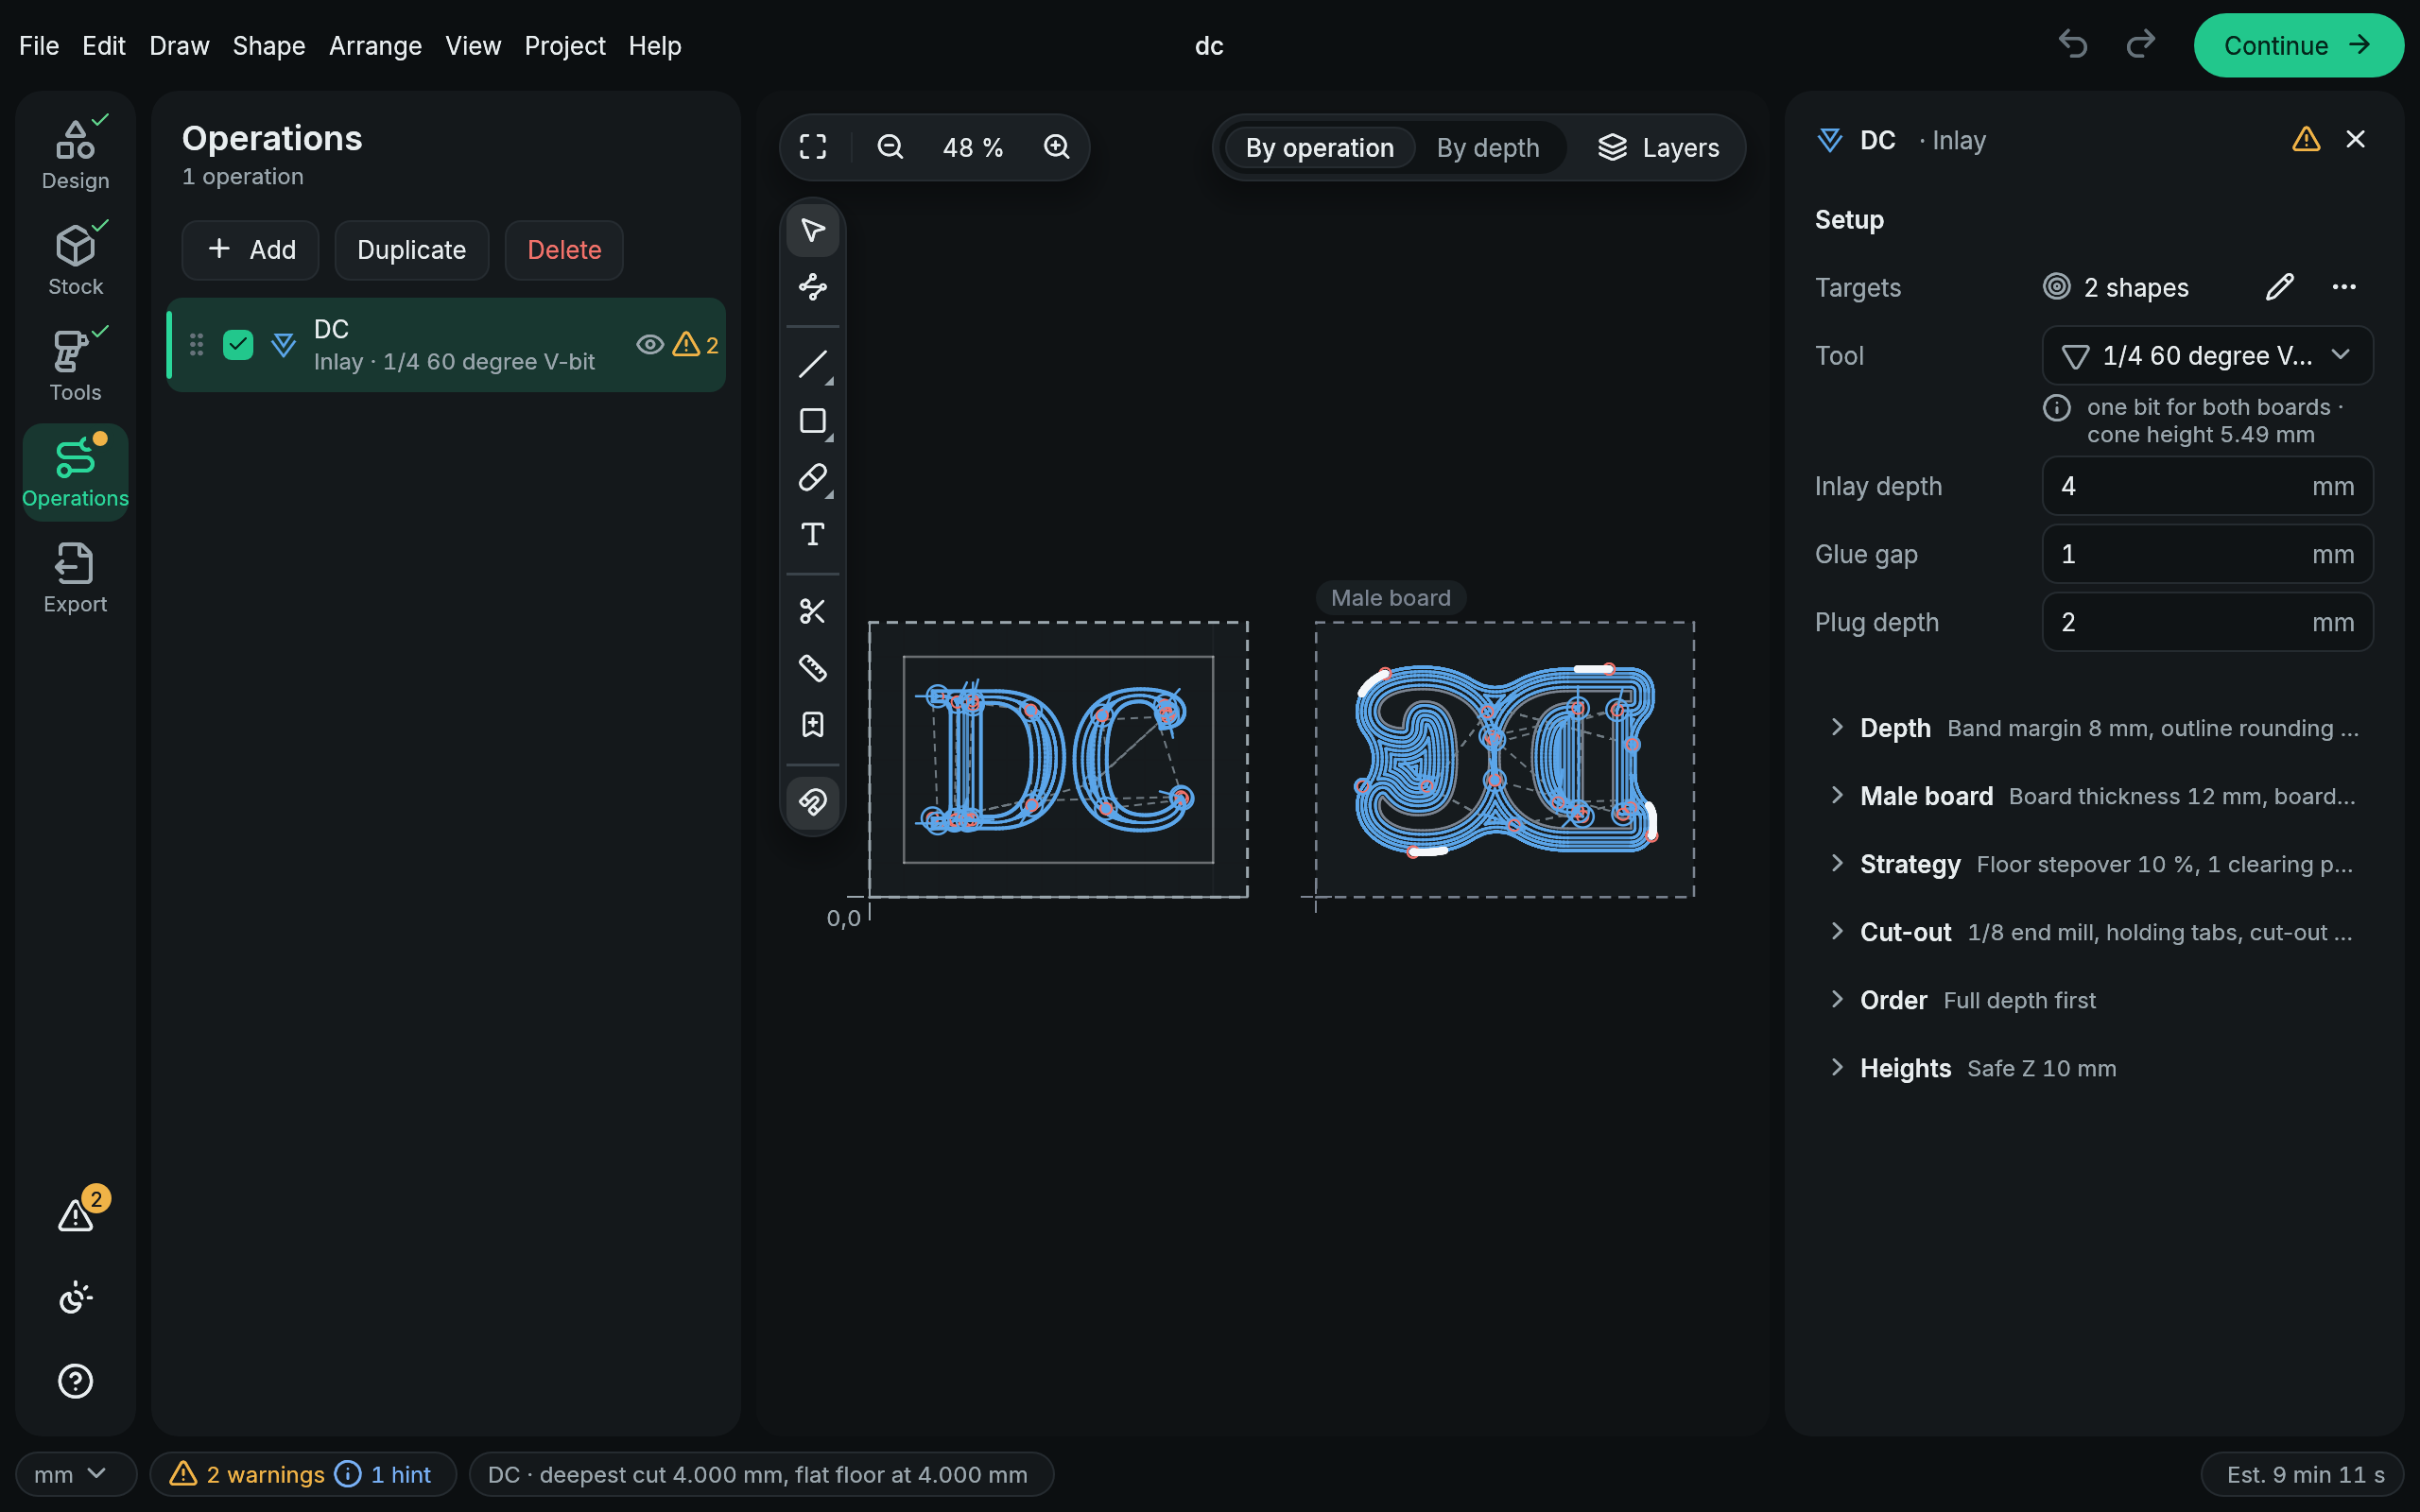 File Edit Draw Shape Arrange View Project Help
dc
Continue
Design
Stock
Tools
Operations
Export
2
Operations
1 operation
Add
Duplicate
Delete
DC
Inlay · 1/4 60 degree V-bit
2
48 %
By operation
By depth
Layers
Male board
DC
DC
0,0
DC · Inlay
Setup
Targets
2 shapes
Tool
1/4 60 degree V...
one bit for both boards ·
cone height 5.49 mm
Inlay depth
4 mm
Glue gap
1 mm
Plug depth
2 mm
Depth Band margin 8 mm, outline rounding ...
Male board Board thickness 12 mm, board...
Strategy Floor stepover 10 %, 1 clearing p...
Cut-out 1/8 end mill, holding tabs, cut-out ...
Order Full depth first
Heights Safe Z 10 mm
mm
2 warnings
1 hint
DC · deepest cut 4.000 mm, flat floor at 4.000 mm
Est. 9 min 11 s